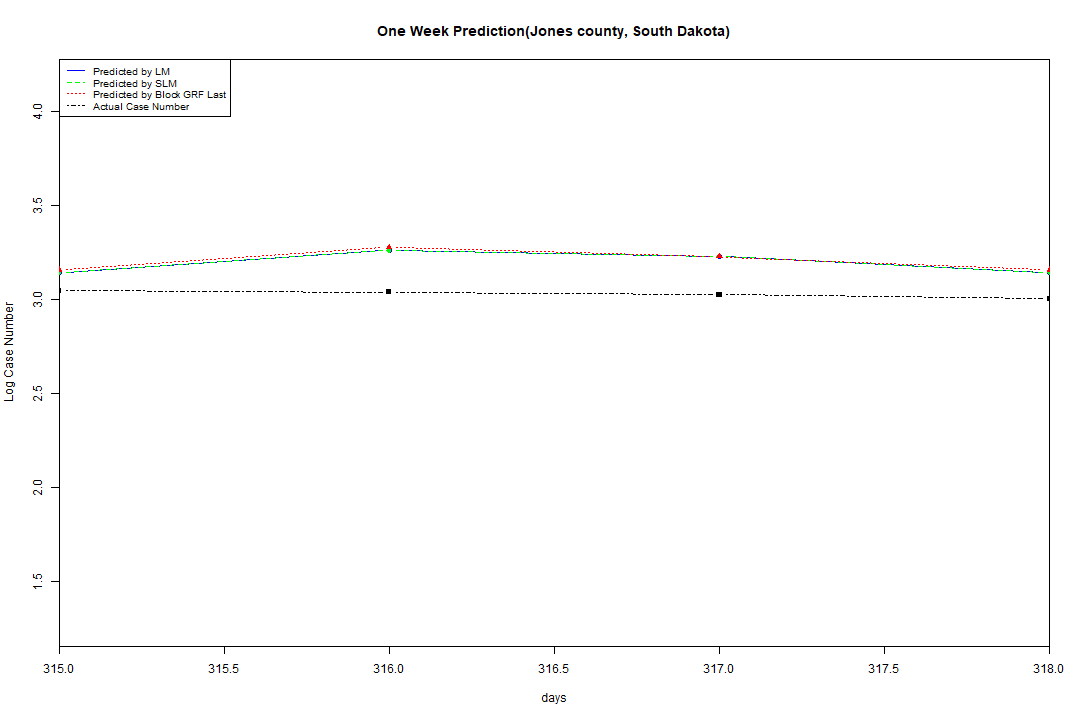 One Week Prediction(Jones county, South Dakota)
Predicted by LM
Predicted by SLM
Predicted by Block GRF Last
Actual Case Number
4.0
3.5
3.0
2.5
2.0
1.5
Log Case Number
315.0 315.5 316.0 316.5 317.0 317.5 318.0
days